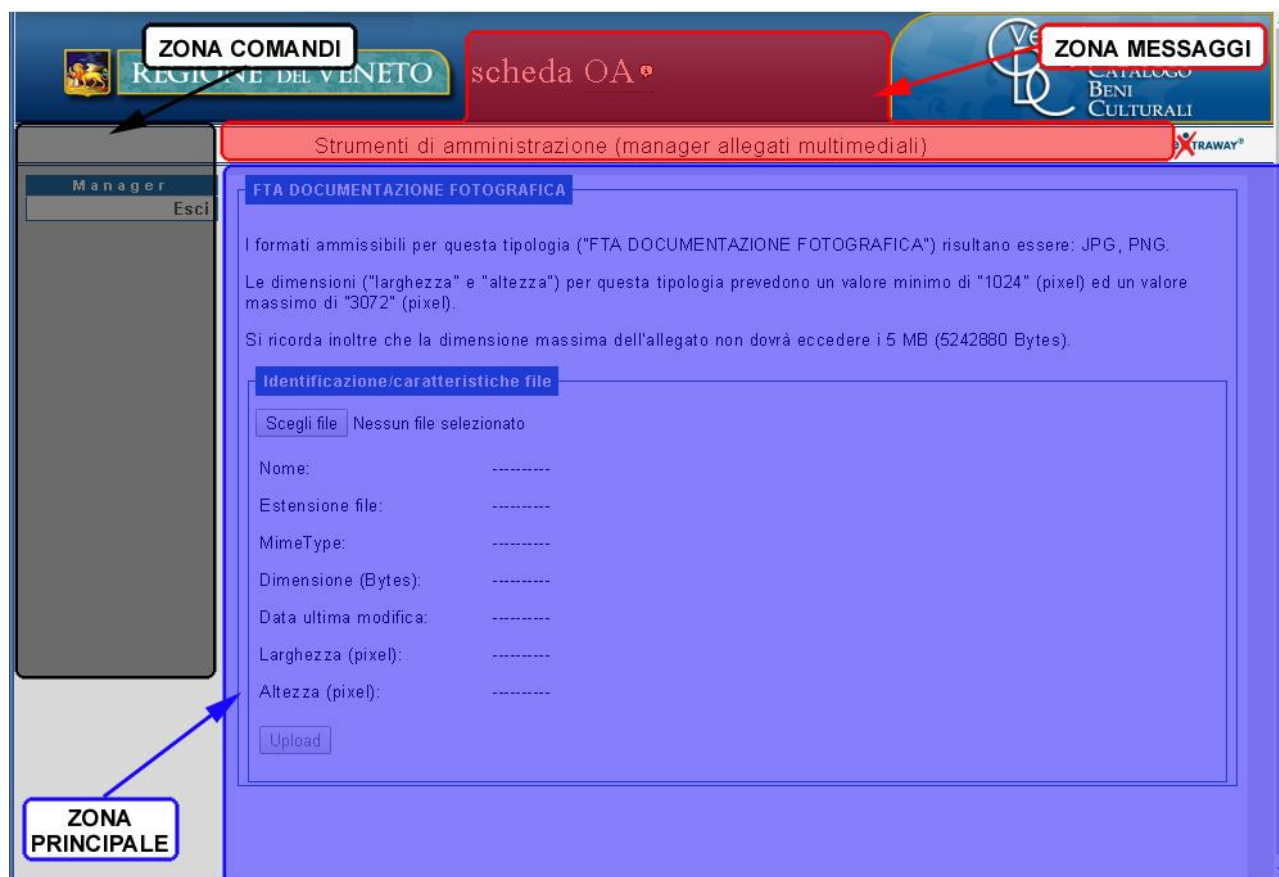 ZONA COMANDI
ZONA MESSAGGI
REGIONE DEL VENETO
scheda OA
CATALOGO
BENI
CULTURALI
Strumenti di amministrazione (manager allegati multimediali)
TRAWAY®
Manager
Esci
FTA DOCUMENTAZIONE FOTOGRAFICA
I formati ammissibili per questa tipologia ("FTA DOCUMENTAZIONE FOTOGRAFICA") risultano essere: JPG, PNG.
Le dimensioni ("larghezza" e "altezza") per questa tipologia prevedono un valore minimo di "1024" (pixel) ed un valore
massimo di "3072" (pixel).
Si ricorda inoltre che la dimensione massima dell'allegato non dovrà eccedere i 5 MB (5242880 Bytes).
Identificazione/caratteristiche file
Scegli file Nessun file selezionato
Nome: ----------
Estensione file: ----------
MimeType: ----------
Dimensione (Bytes): ----------
Data ultima modifica: ----------
Larghezza (pixel): ----------
Altezza (pixel): ----------
Upload
ZONA
PRINCIPALE